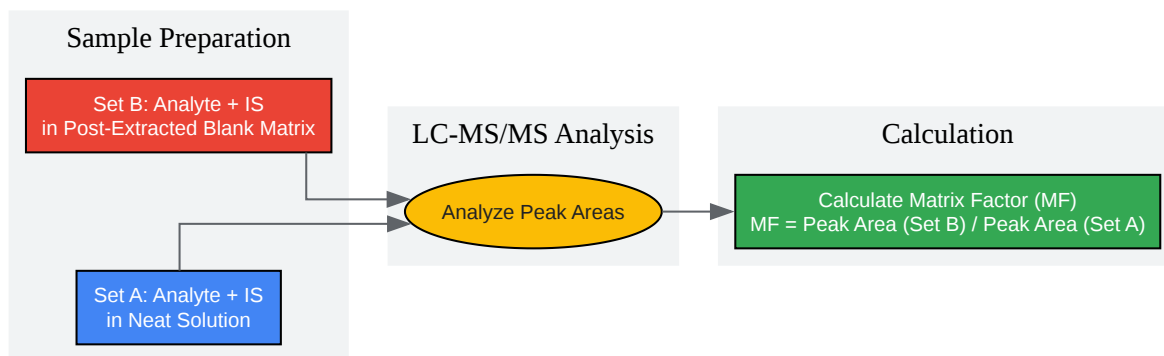 Sample Preparation
Set B: Analyte + IS
in Post-Extracted Blank Matrix
Set A: Analyte + IS
in Neat Solution
LC-MS/MS Analysis
Analyze Peak Areas
Calculation
Calculate Matrix Factor (MF)
MF = Peak Area (Set B) / Peak Area (Set A)